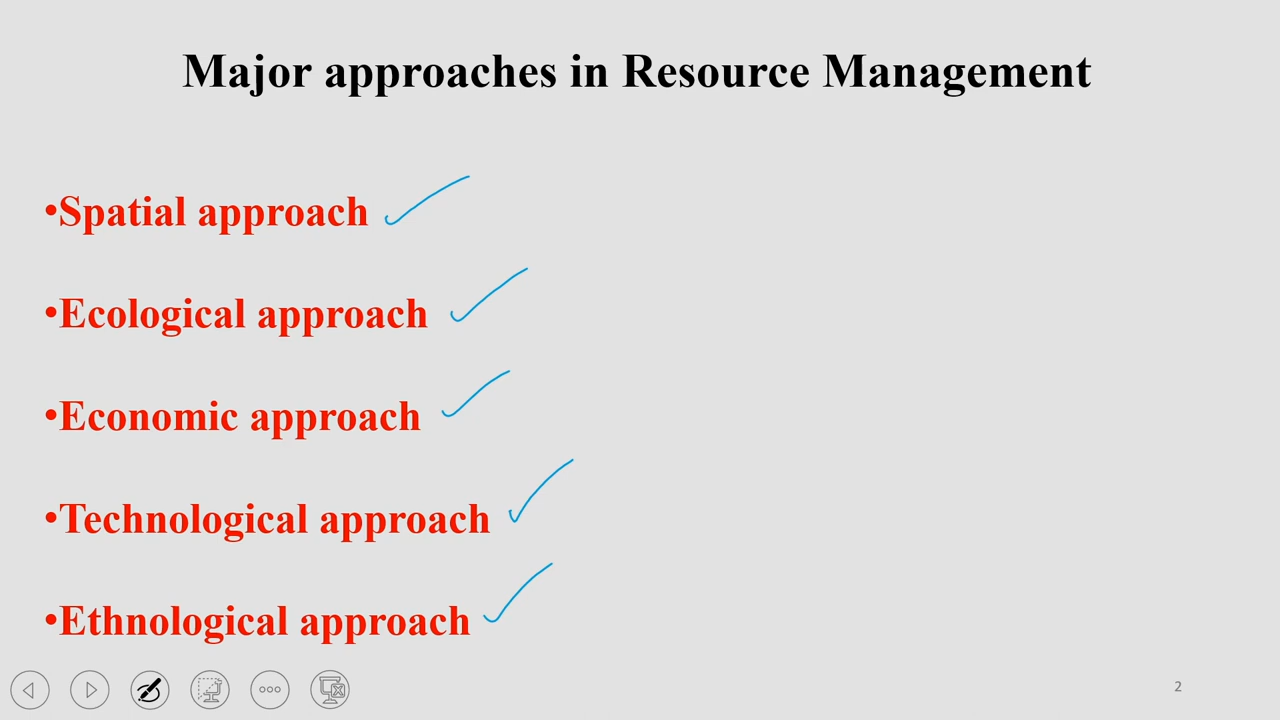 Major approaches in Resource Management
•Spatial approach
•Ecological approach
•Economic approach
•Technological approach
•Ethnological approach
2